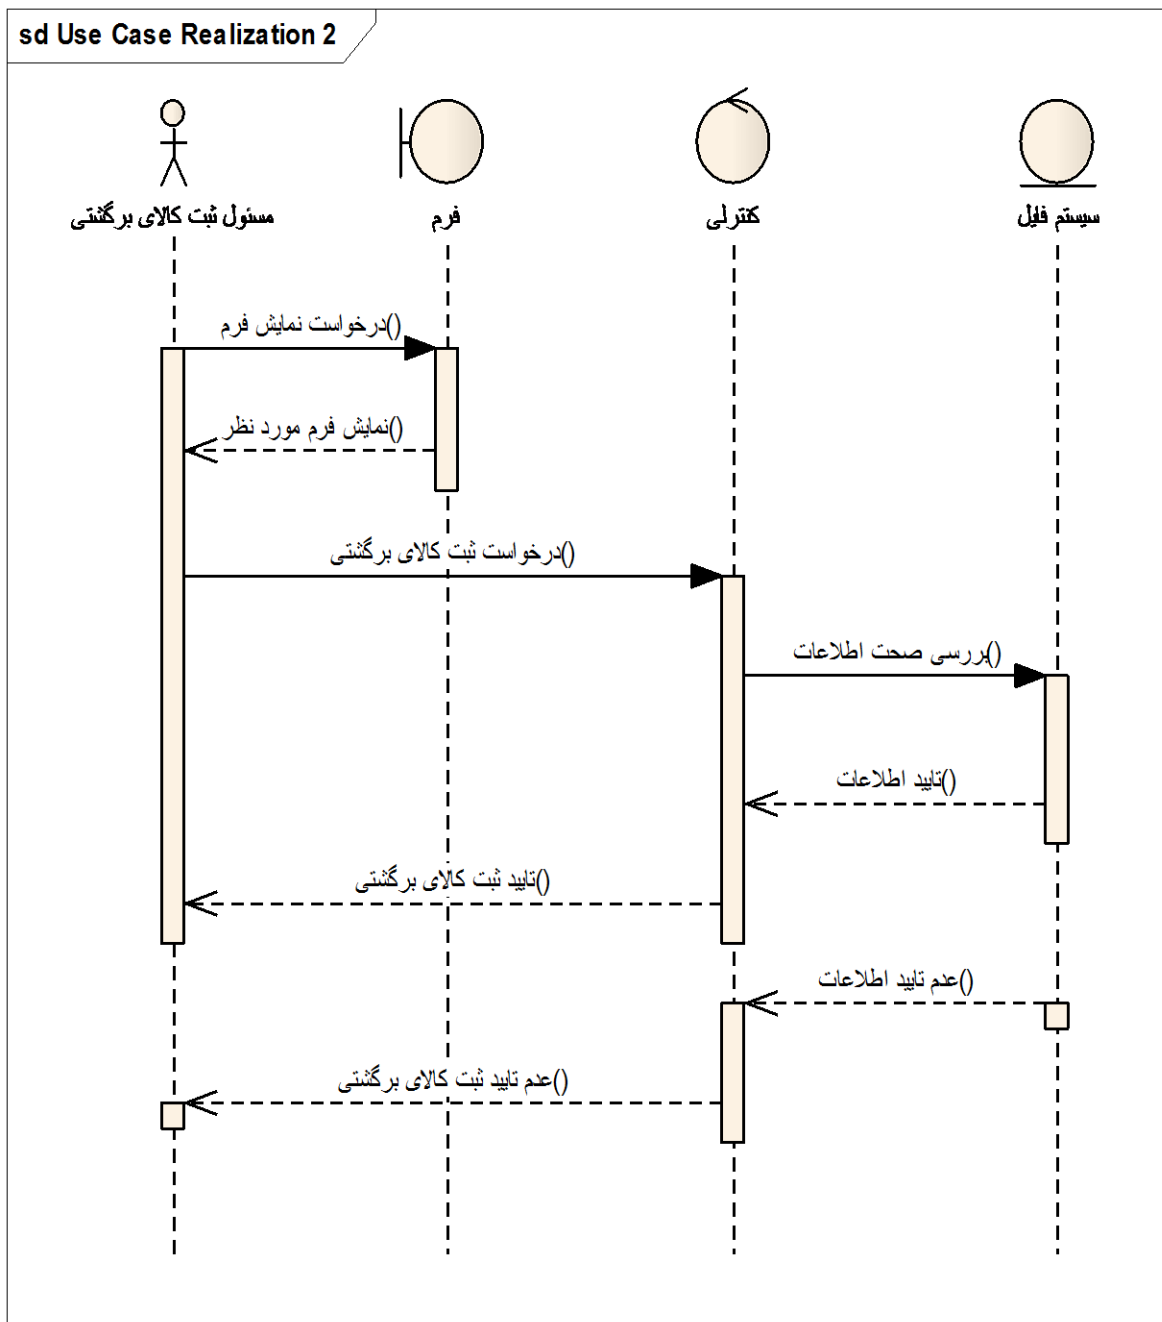 sd Use Case Realization 2
مسئول ثبت کالای برگشتی
فرم
کنترلی
سیستم فایل
درخواست نمایش فرم()
نمایش فرم مورد نظر()
درخواست ثبت کالای برگشتی()
بررسی صحت اطلاعات()
تایید اطلاعات()
تایید ثبت کالای برگشتی()
عدم تایید اطلاعات()
عدم تایید ثبت کالای برگشتی()